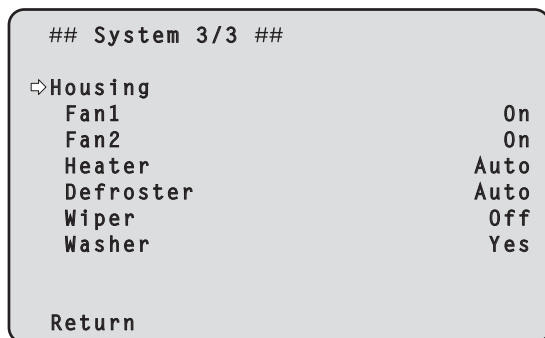 ## System 3/3 ##
⇨Housing
Fan1 On
Fan2 On
Heater Auto
Defroster Auto
Wiper Off
Washer Yes
Return